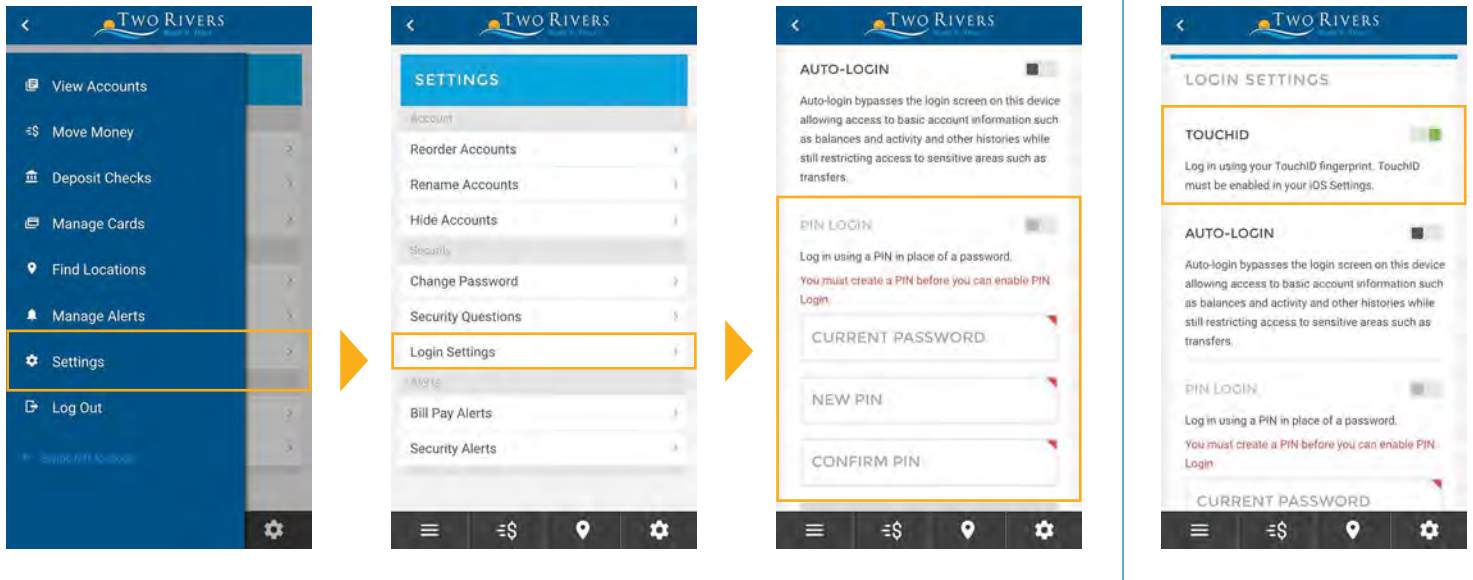 TWO RIVERS
View Accounts
Move Money
Deposit Checks
Manage Cards
Find Locations
Manage Alerts
Settings
Log Out
TWO RIVERS
SETTINGS
Account
Reorder Accounts
Rename Accounts
Hide Accounts
Security
Change Password
Security Questions
Login Settings
Alerts
Bill Pay Alerts
Security Alerts
TWO RIVERS
AUTO-LOGIN
Auto-login bypasses the login screen on this device
allowing access to basic account information such
as balances and activity and other histories while
still restricting access to sensitive areas such as
transfers.
PIN LOGIN
Log in using a PIN in place of a password.
You must create a PIN before you can enable PIN
Login
CURRENT PASSWORD
NEW PIN
CONFIRM PIN
TWO RIVERS
LOGIN SETTINGS
TOUCHID
Log in using your TouchID fingerprint. TouchID
must be enabled in your iOS Settings.
AUTO-LOGIN
Auto-login bypasses the login screen on this device
allowing access to basic account information such
as balances and activity and other histories while
still restricting access to sensitive areas such as
transfers.
PIN LOGIN
Log in using a PIN in place of a password.
You must create a PIN before you can enable PIN
Login
CURRENT PASSWORD